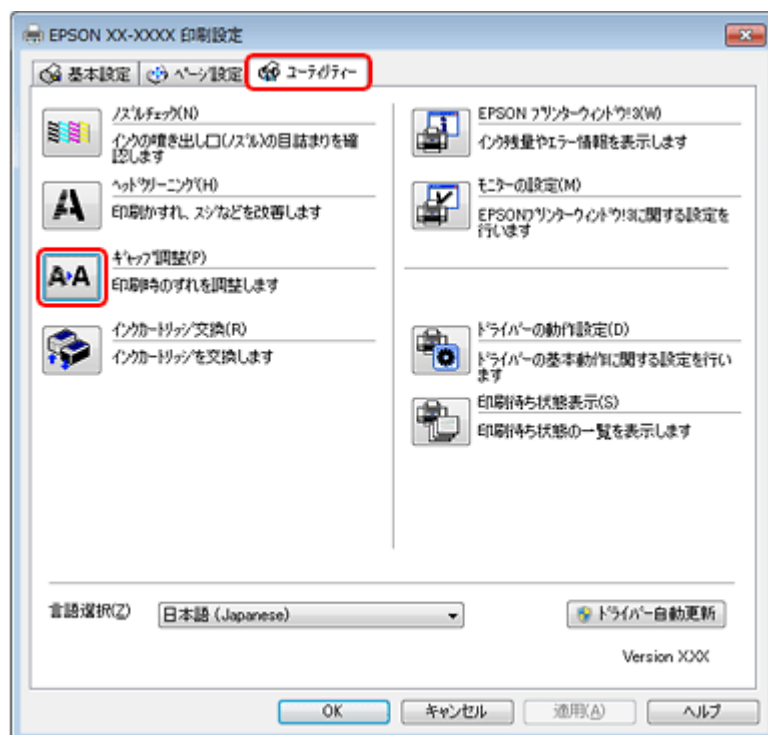 EPSON XX-XXXX 印刷設定
基本設定
ページ設定
ユーティリティー
ノズルチェック(N)
インクの噴き出し口(ノズル)の目詰まりを確
認します
ヘッドクリーニング(H)
印刷かすれ、スジなどを改善します
A▸A
ギャップ調整(P)
印刷時のずれを調整します
インクカートリッジ交換(R)
インクカートリッジを交換します
EPSON プリンターウィンドウ!3(W)
インク残量やエラー情報を表示します
モニターの設定(M)
EPSONプリンターウィンドウ!3に関する設定を
行います
ドライバーの動作設定(D)
ドライバーの基本動作に関する設定を行い
ます
印刷待ち状態表示(S)
印刷待ち状態の一覧を表示します
言語選択(Z)
日本語 (Japanese)
ドライバー自動更新
Version X.XX
OK
キャンセル
適用(A)
ヘルプ